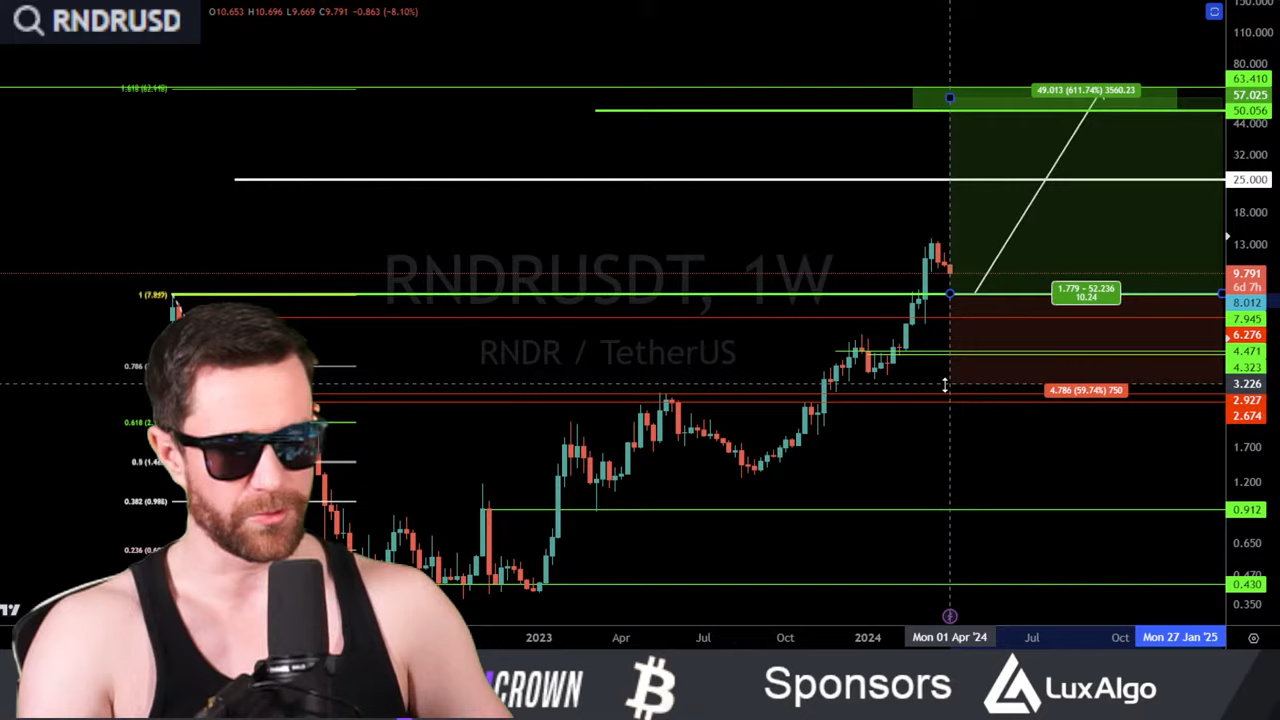 RNDRUSD
O10.653 H10.696 L9.669 C9.791 −0.863 (−8.10%)
150.000
110.000
80.000
63.410
57.025
50.056
44.000
32.000
25.000
18.000
13.000
9.791
6d 7h
8.012
7.945
6.276
4.471
4.323
3.226
2.927
2.674
1.700
1.200
0.912
0.650
0.470
0.430
0.350
49.013 (611.74%) 3560.23
1.779 – 52.236
10.24
4.786 (59.74%) 750
RNDRUSDT, 1W
RNDR / TetherUS
0.786
0.618
0.5
0.382
0.236
2023
Apr
Jul
Oct
2024
Mon 01 Apr '24
Jul
Oct
Mon 27 Jan '25
CROWN
Sponsors
LuxAlgo